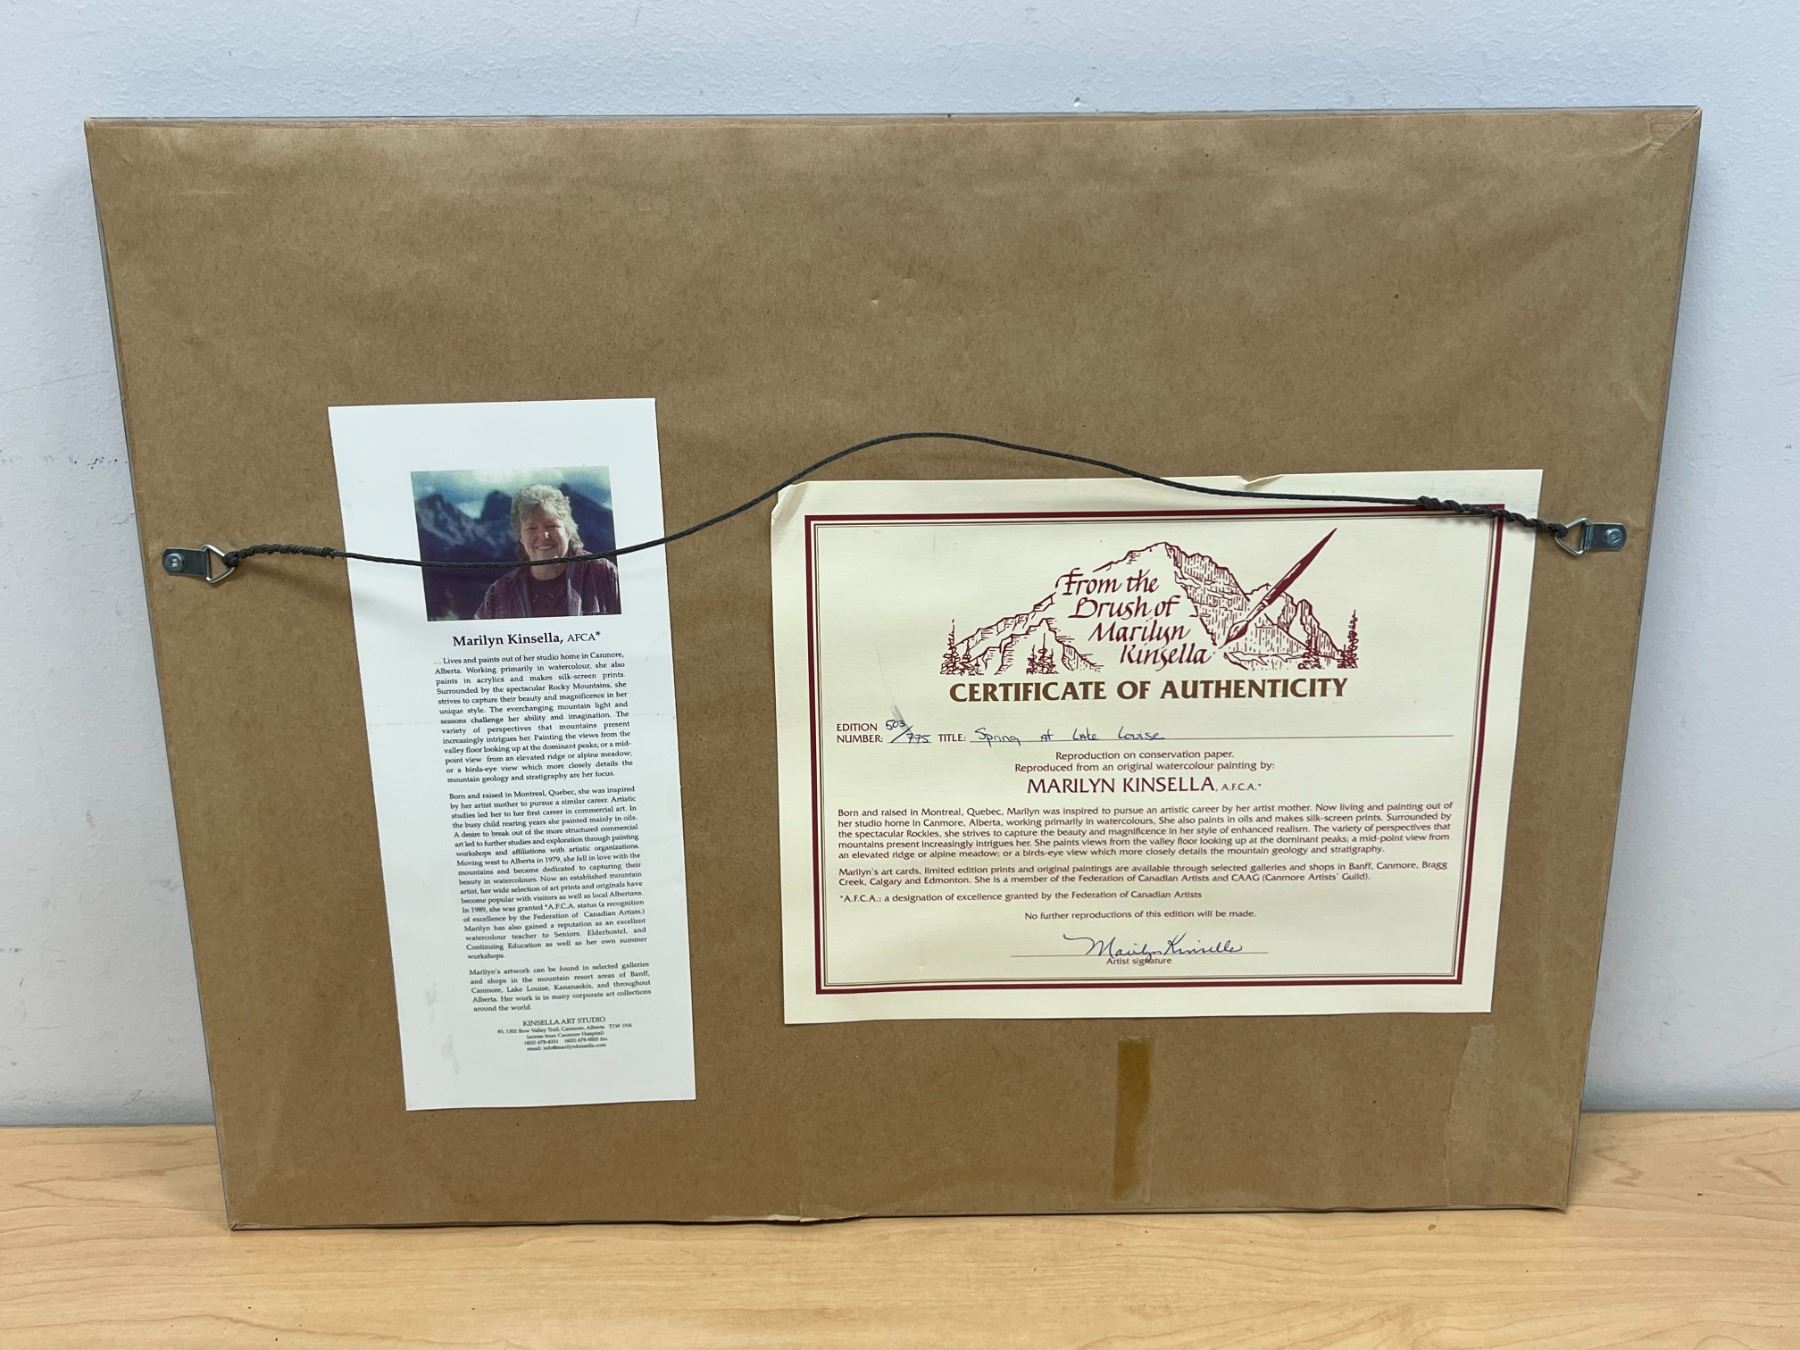 Marilyn Kinsella, AFCA*
... Lives and paints out of her studio home in Canmore,
Alberta. Working primarily in watercolour, she also
paints in acrylics and makes silk-screen prints.
Surrounded by the spectacular Rocky Mountains, she
strives to capture their beauty and magnificence in her
unique style. The everchanging mountain light and
seasons challenge her ability and imagination. The
variety of perspectives that mountains present
increasingly intrigues her. Painting the views from the
valley floor looking up at the dominant peaks; or a mid-
point view from an elevated ridge or alpine meadow;
or a birds-eye view which more closely details the
mountain geology and stratigraphy are her focus.
Born and raised in Montreal, Quebec, she was inspired
by her artist mother to pursue a similar career. Artistic
studies led her to her first career in commercial art. In
the busy child rearing years she painted mainly in oils.
A desire to break out of the more structured commercial
art led to further studies and exploration through painting
workshops and affiliations with artistic organizations.
Moving west to Alberta in 1979, she fell in love with the
mountains and became dedicated to capturing their
beauty in watercolours. Now an established mountain
artist, her wide selection of art prints and originals have
become popular with visitors as well as local Albertans.
In 1989, she was granted *A.F.C.A. status (a recognition
of excellence by the Federation of Canadian Artists.)
Marilyn has also gained a reputation as an excellent
watercolour teacher to Seniors, Elderhostel, and
Continuing Education as well as her own summer
workshops.
Marilyn's artwork can be found in selected galleries
and shops in the mountain resort areas of Banff,
Canmore, Lake Louise, Kananaskis, and throughout
Alberta. Her work is in many corporate art collections
around the world.
KINSELLA ART STUDIO
#3, 1302 Bow Valley Trail, Canmore, Alberta T1W 1N6
(across from Canmore Hospital)
(403) 678-4331 (403) 678-9835 fax
email: info@marilynkinsella.com
From the
Brush of
Marilyn
Kinsella
CERTIFICATE OF AUTHENTICITY
EDITION NUMBER: 503/775 TITLE: Spring at Lake Louise
Reproduction on conservation paper.
Reproduced from an original watercolour painting by:
MARILYN KINSELLA, A.F.C.A.*
Born and raised in Montreal, Quebec, Marilyn was inspired to pursue an artistic career by her artist mother. Now living and painting out of
her studio home in Canmore, Alberta, working primarily in watercolours, She also paints in oils and makes silk-screen prints. Surrounded by
the spectacular Rockies, she strives to capture the beauty and magnificence in her style of enhanced realism. The variety of perspectives that
mountains present increasingly intrigues her. She paints views from the valley floor looking up at the dominant peaks; a mid-point view from
an elevated ridge or alpine meadow; or a birds-eye view which more closely details the mountain geology and stratigraphy.
Marilyn's art cards, limited edition prints and original paintings are available through selected galleries and shops in Banff, Canmore, Bragg
Creek, Calgary and Edmonton. She is a member of the Federation of Canadian Artists and CAAG (Canmore Artists' Guild).
*A.F.C.A.: a designation of excellence granted by the Federation of Canadian Artists
No further reproductions of this edition will be made.
Marilyn Kinsella
Artist signature